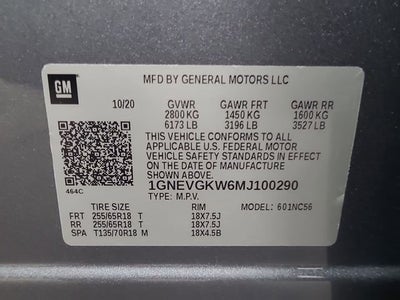 GM
MFD BY GENERAL MOTORS LLC
10/20 GVWR GAWR FRT GAWR RR
2800 KG 1450 KG 1600 KG
6173 LB 3196 LB 3527 LB
THIS VEHICLE CONFORMS TO ALL
APPLICABLE U.S. FEDERAL MOTOR
VEHICLE SAFETY STANDARDS IN EFFECT
ON THE DATE OF MANUFACTURE
SHOWN ABOVE.
464C
1GNEVGKW6MJ100290
TYPE: M.P.V. MODEL: 601NC56
TIRE SIZE RIM
FRT 255/65R18 T 18X7.5J
RR 255/65R18 T 18X7.5J
SPA T135/70R18 M 18X4.5B